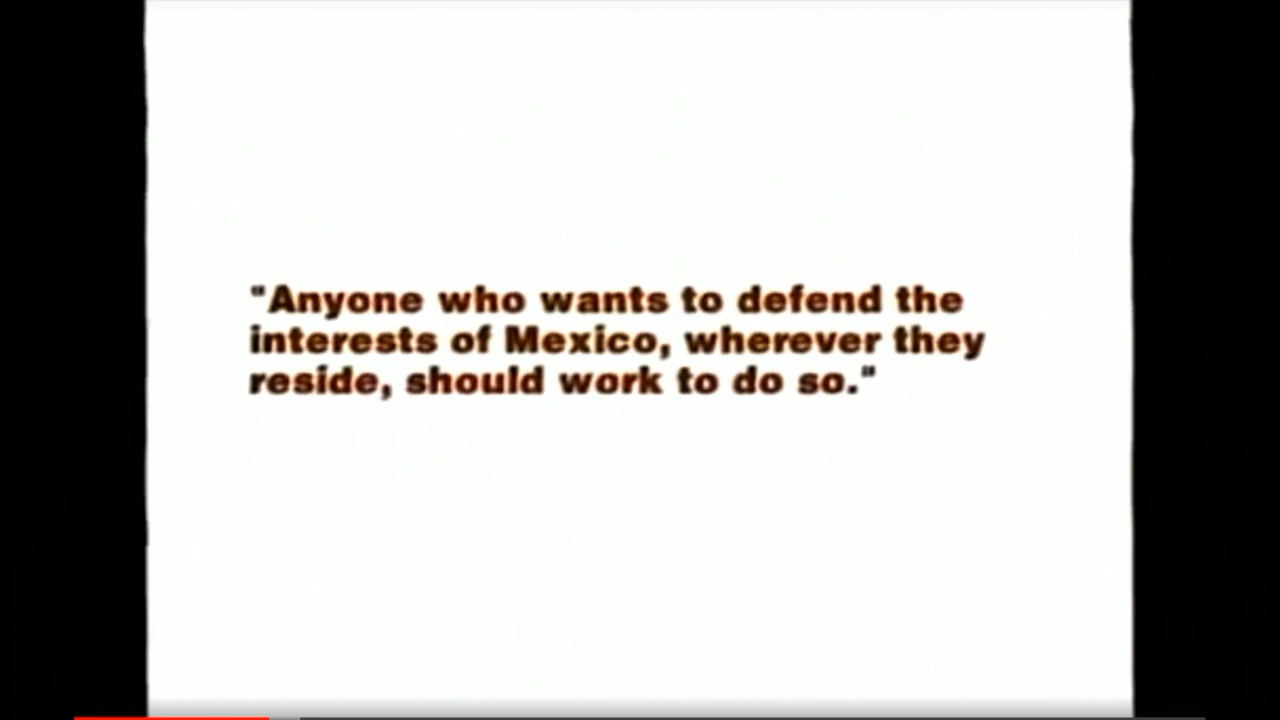 "Anyone who wants to defend the
interests of Mexico, wherever they
reside, should work to do so."